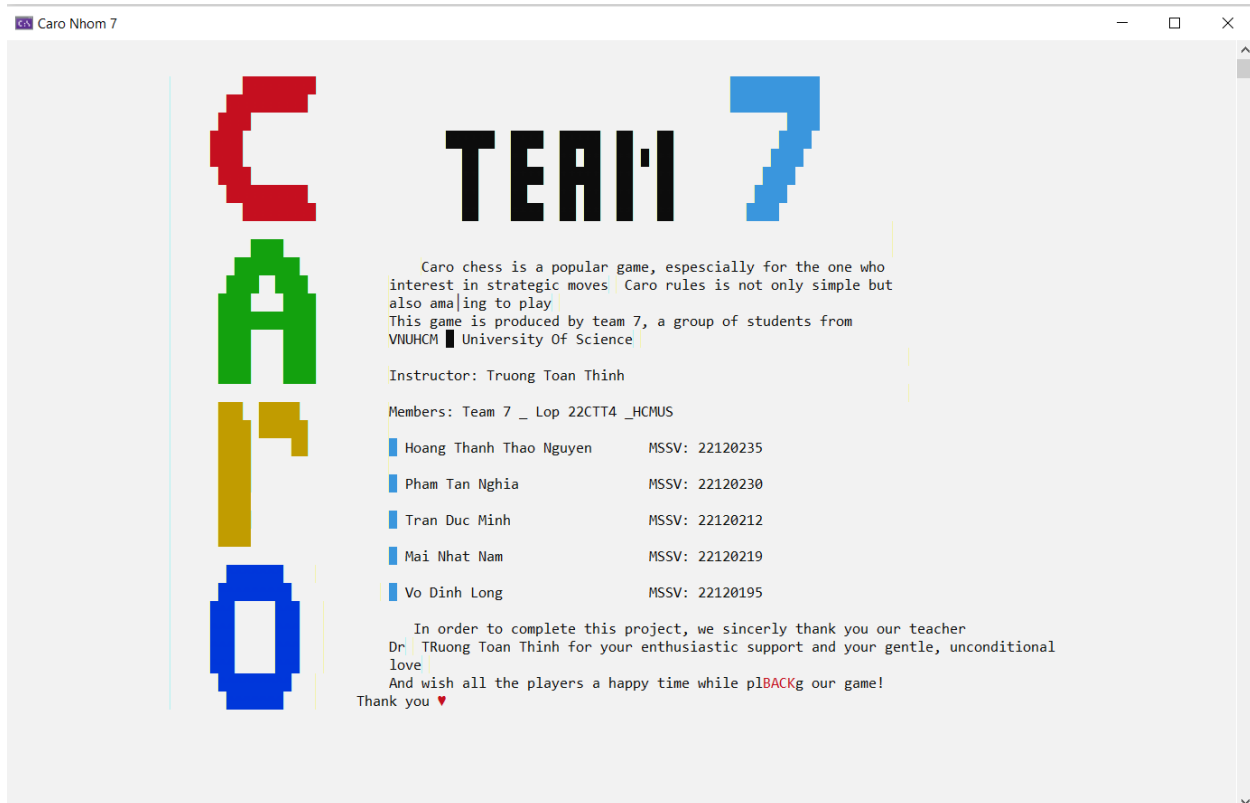 Caro Nhom 7
CArO
TEAM 7
Caro chess is a popular game, espescially for the one who
interest in strategic moves  Caro rules is not only simple but
also ama|ing to play
This game is produced by team 7, a group of students from
VNUHCM █ University Of Science
Instructor: Truong Toan Thinh
Members: Team 7 _ Lop 22CTT4 _HCMUS
Hoang Thanh Thao Nguyen MSSV: 22120235
Pham Tan Nghia MSSV: 22120230
Tran Duc Minh MSSV: 22120212
Mai Nhat Nam MSSV: 22120219
Vo Dinh Long MSSV: 22120195
In order to complete this project, we sincerly thank you our teacher
Dr  TRuong Toan Thinh for your enthusiastic support and your gentle, unconditional
love
And wish all the players a happy time while plBACKg our game!
Thank you ♥